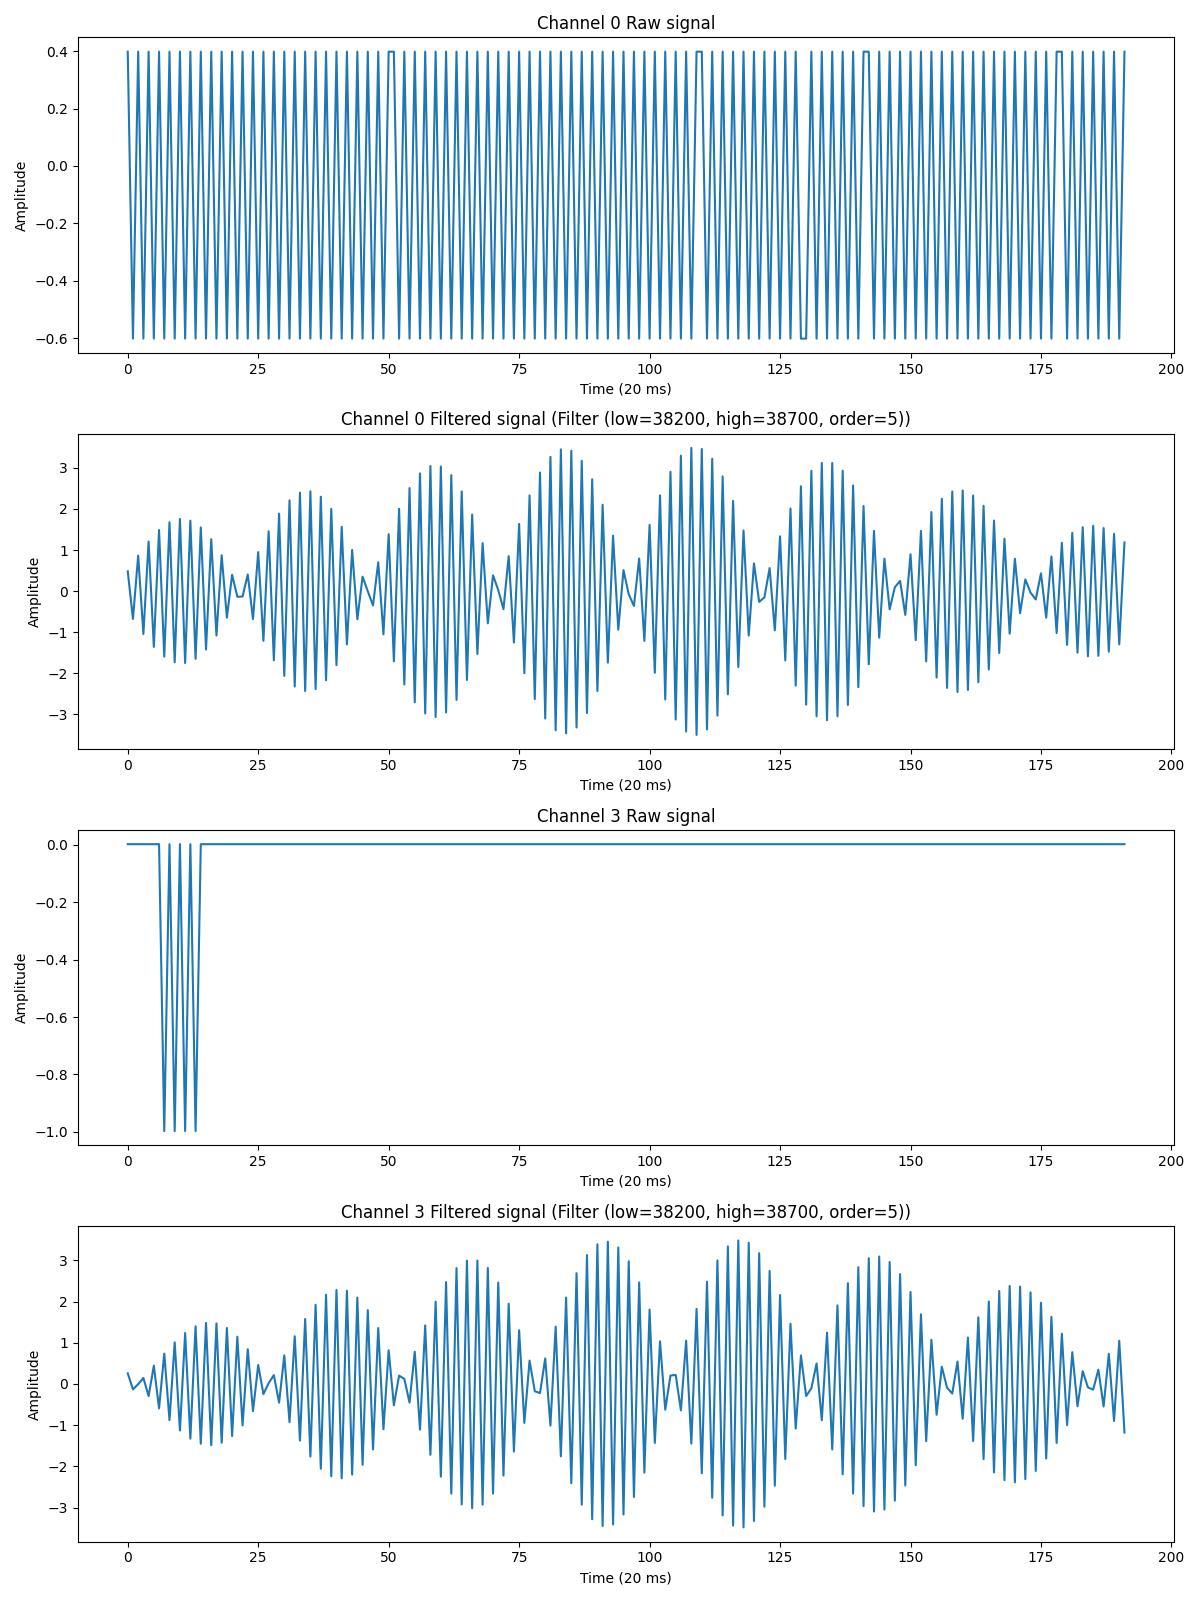 Channel 0 Raw signal
0.4
0.2
0.0
−0.2
−0.4
−0.6
Amplitude
0 25 50 75 100 125 150 175 200
Time (20 ms)
Channel 0 Filtered signal (Filter (low=38200, high=38700, order=5))
3
2
1
0
−1
−2
−3
Amplitude
0 25 50 75 100 125 150 175 200
Time (20 ms)
Channel 3 Raw signal
0.0
−0.2
−0.4
−0.6
−0.8
−1.0
Amplitude
0 25 50 75 100 125 150 175 200
Time (20 ms)
Channel 3 Filtered signal (Filter (low=38200, high=38700, order=5))
3
2
1
0
−1
−2
−3
Amplitude
0 25 50 75 100 125 150 175 200
Time (20 ms)